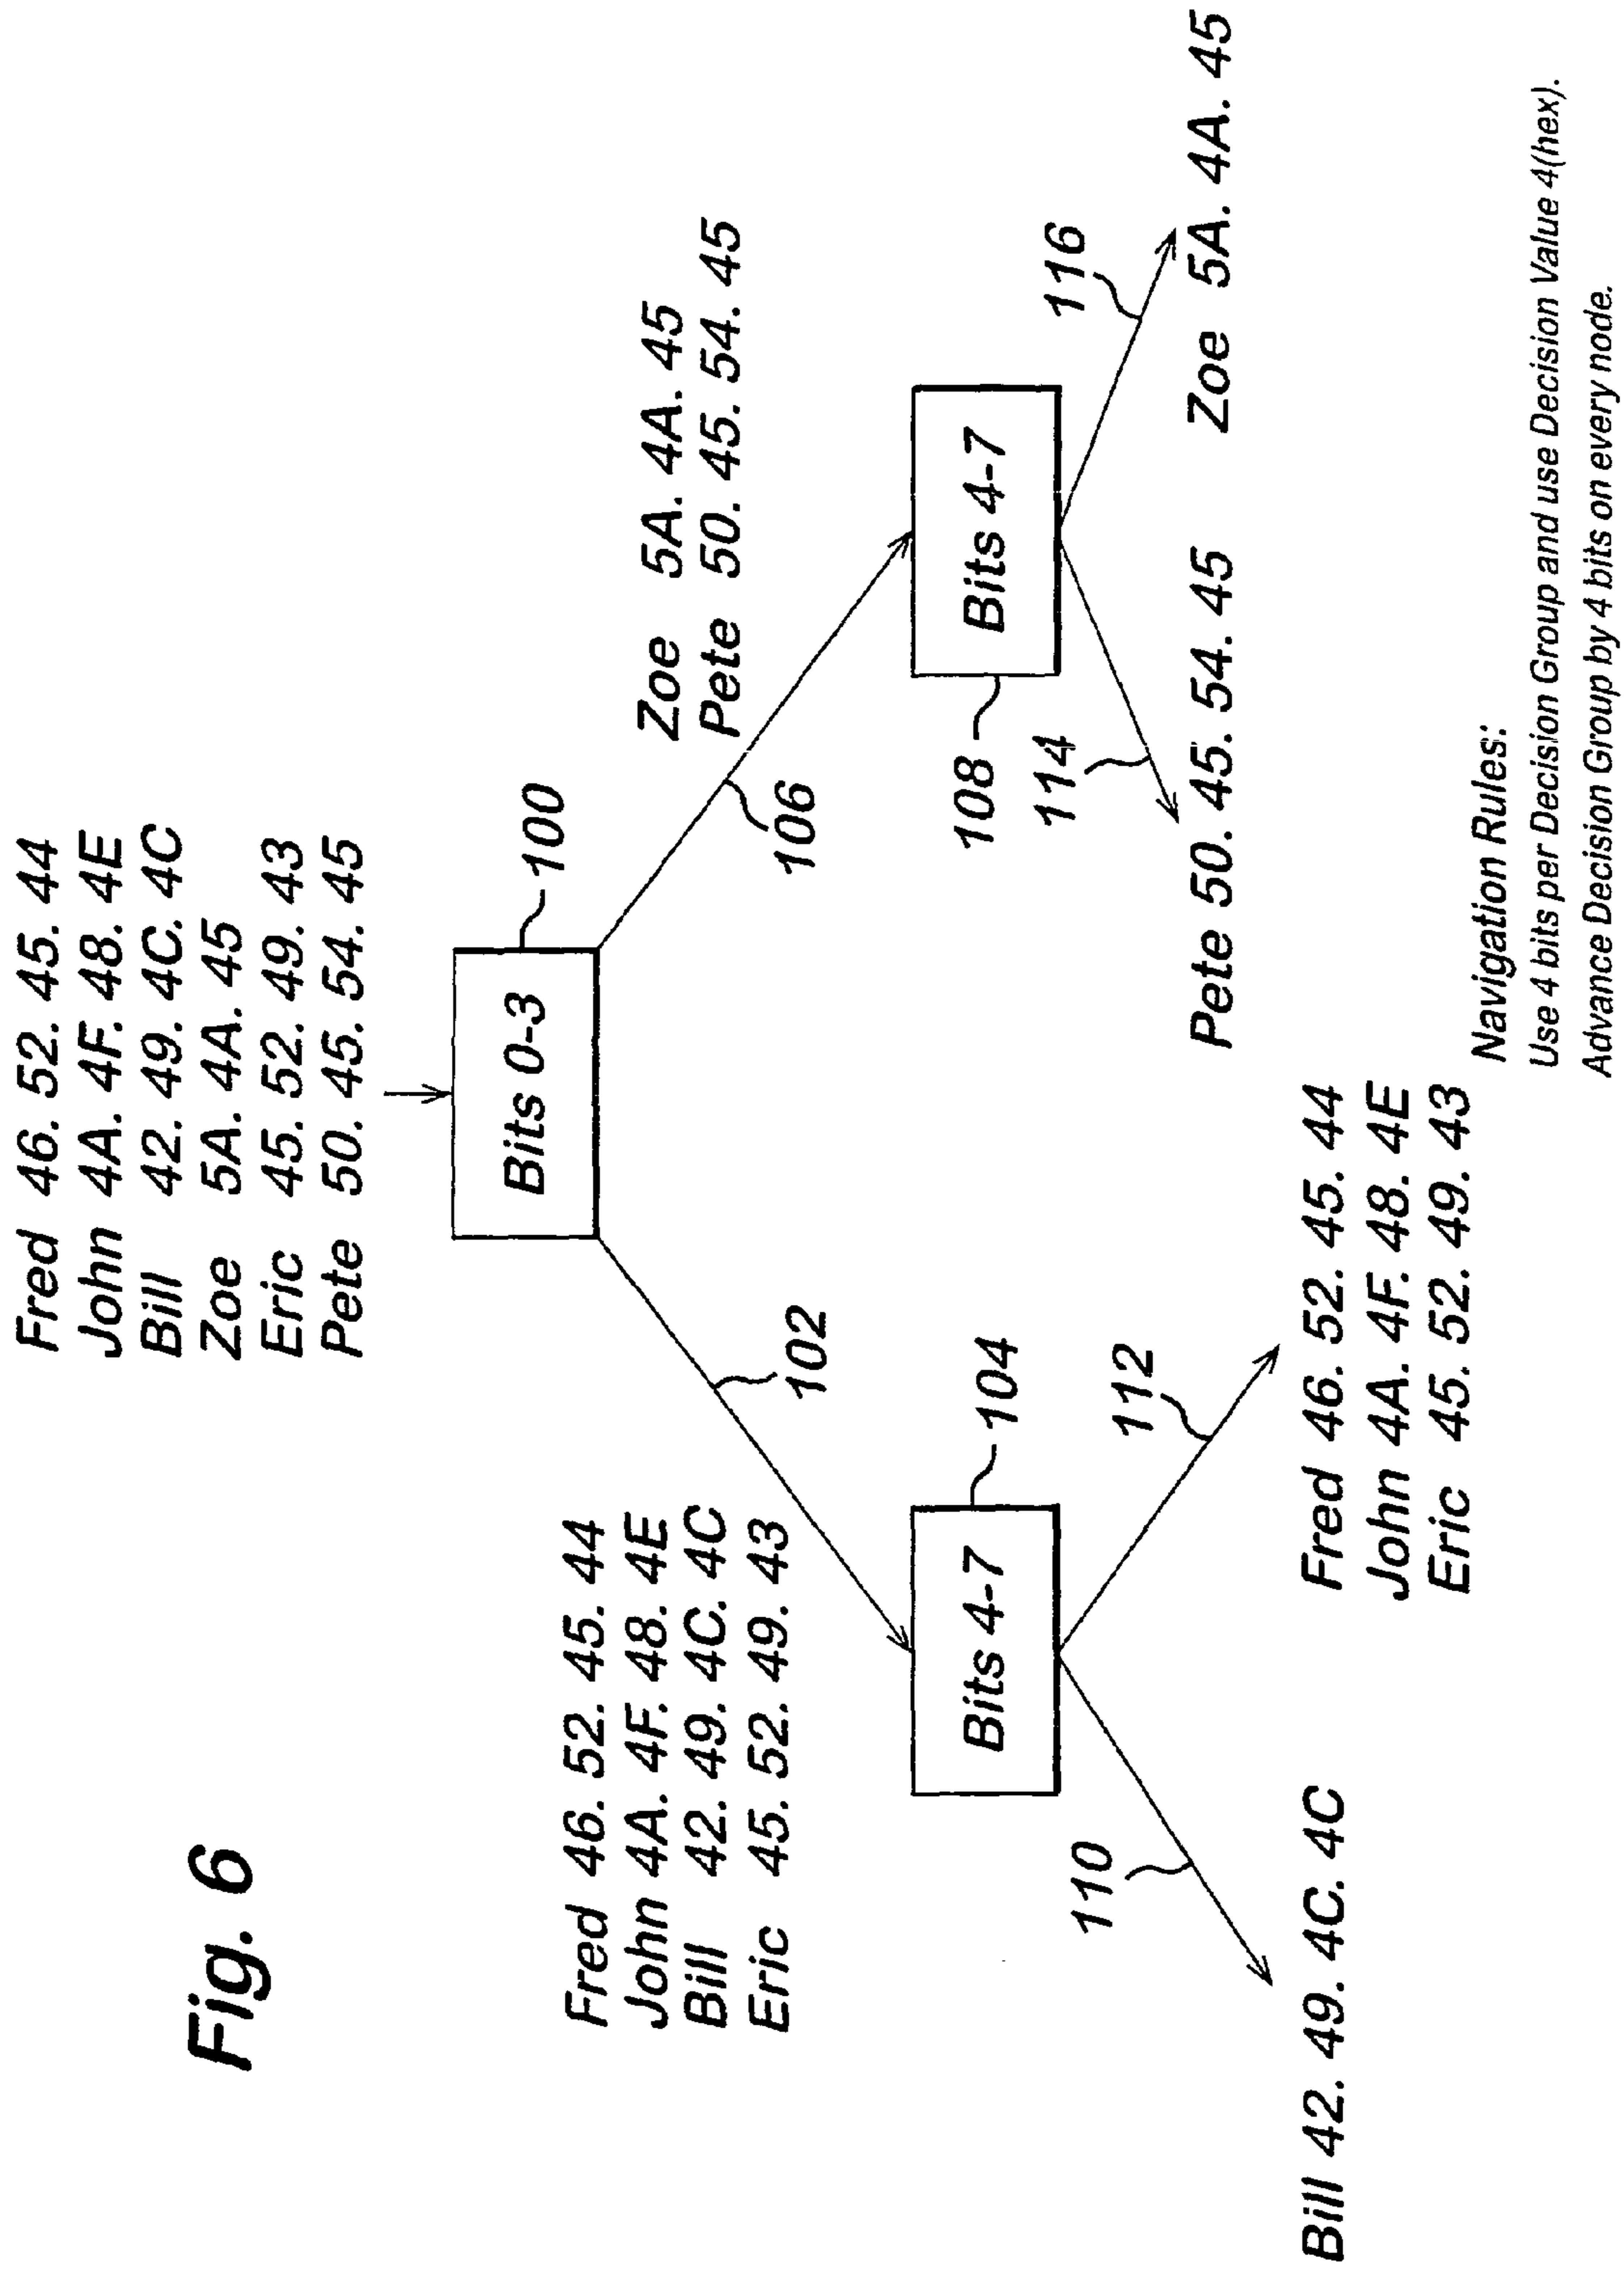 Fig. 6
Fred 46. 52. 45. 44
John 4A. 4F. 48. 4E
Bill 42. 49. 4C. 4C
Zoe 5A. 4A. 45
Eric 45. 52. 49. 43
Pete 50. 45. 54. 45
Bits 0-3
100
Fred 46. 52. 45. 44
John 4A. 4F. 48. 4E
Bill 42. 49. 4C. 4C
Eric 45. 52. 49. 43
102
Zoe 5A. 4A. 45
Pete 50. 45. 54. 45
106
Bits 4-7
104
Bits 4-7
108
110
112
114
116
Bill 42. 49. 4C. 4C
Fred 46. 52. 45. 44
John 4A. 4F. 48. 4E
Eric 45. 52. 49. 43
Pete 50. 45. 54. 45
Zoe 5A. 4A. 45
Navigation Rules:
Use 4 bits per Decision Group and use Decision Value 4(hex).
Advance Decision Group by 4 bits on every node.